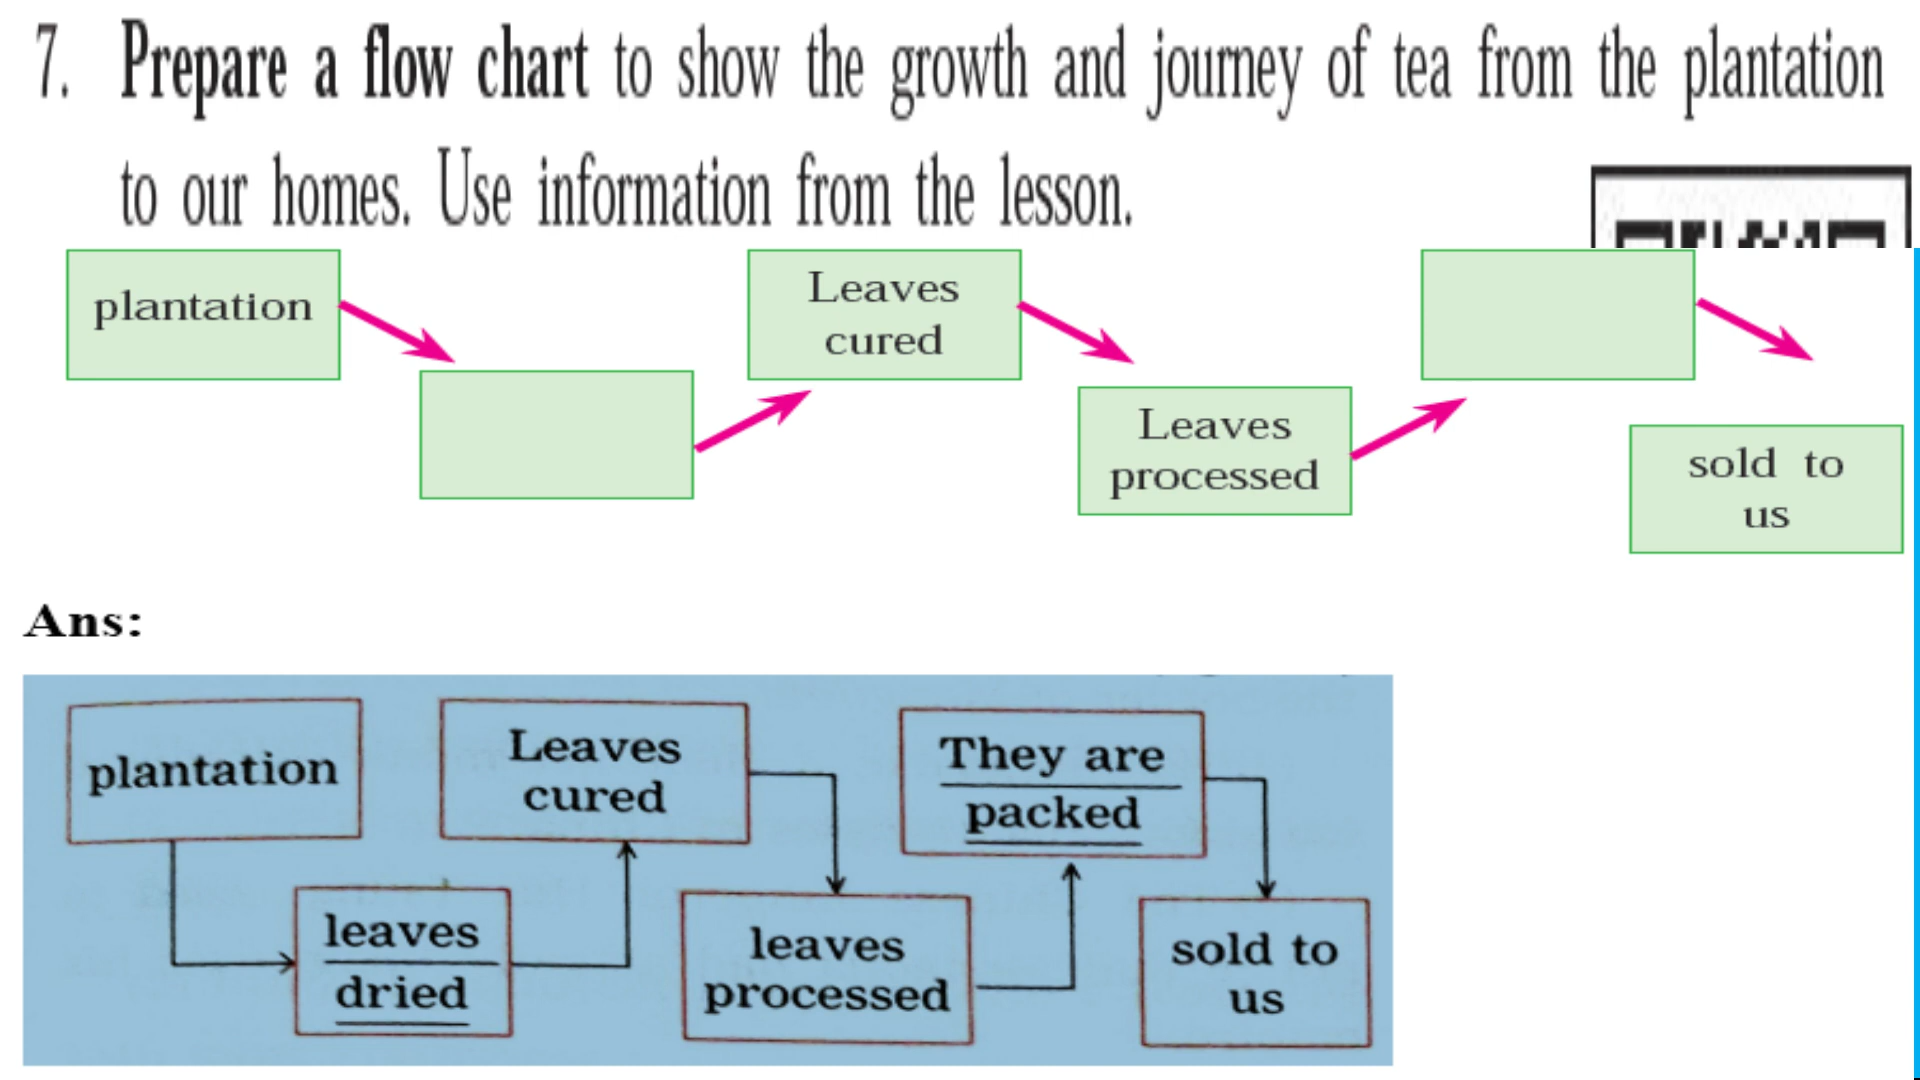 7. Prepare a flow chart to show the growth and journey of tea from the plantation
to our homes. Use information from the lesson.
plantation
Leaves
cured
Leaves
processed
sold to
us
Ans:
plantation
leaves
dried
Leaves
cured
leaves
processed
They are
packed
sold to
us